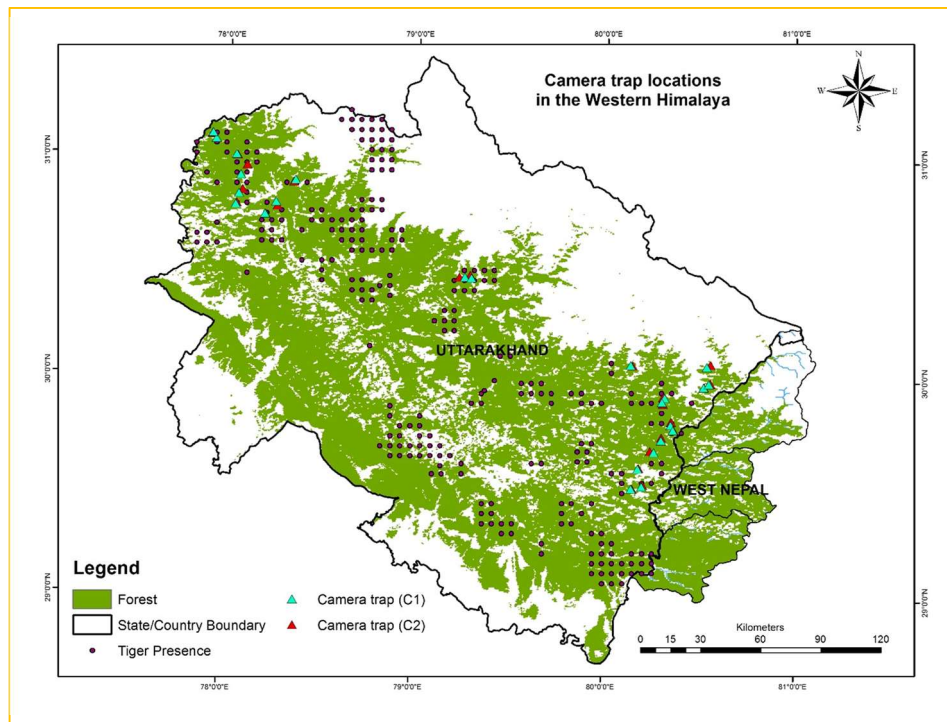 78°0'0"E 79°0'0"E 80°0'0"E 81°0'0"E
Camera trap locations
in the Western Himalaya
N
W E
S
31°0'0"N 31°0'0"N
30°0'0"N 30°0'0"N
UTTARAKHAND
WEST NEPAL
29°0'0"N 29°0'0"N
Legend
Forest
State/Country Boundary
Tiger Presence
Camera trap (C1)
Camera trap (C2)
Kilometers
0 15 30 60 90 120
78°0'0"E 79°0'0"E 80°0'0"E 81°0'0"E